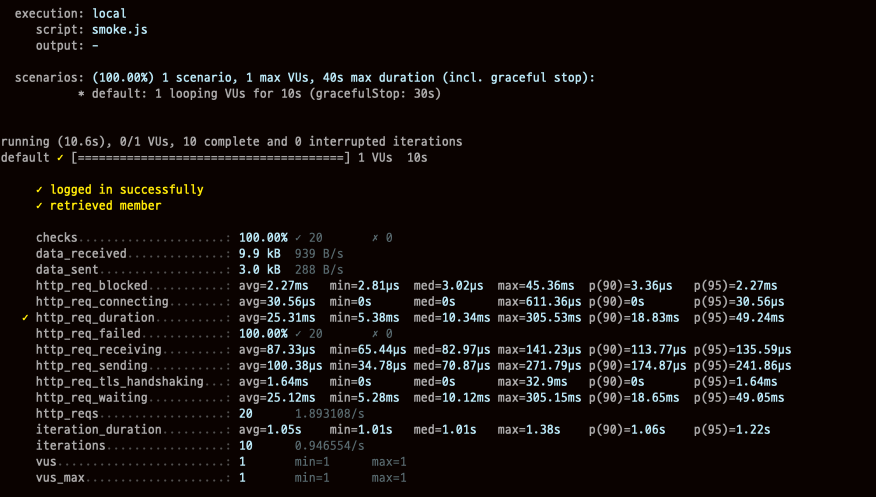 execution: local
script: smoke.js
output: -
scenarios: (100.00%) 1 scenario, 1 max VUs, 40s max duration (incl. graceful stop):
* default: 1 looping VUs for 10s (gracefulStop: 30s)
running (10.6s), 0/1 VUs, 10 complete and 0 interrupted iterations
default ✓ [======================================] 1 VUs  10s
✓ logged in successfully
✓ retrieved member
checks.....................: 100.00% ✓ 20       ✗ 0
data_received..............: 9.9 kB  939 B/s
data_sent..................: 3.0 kB  288 B/s
http_req_blocked...........: avg=2.27ms   min=2.81µs  med=3.02µs  max=45.36ms  p(90)=3.36µs   p(95)=2.27ms
http_req_connecting........: avg=30.56µs  min=0s      med=0s      max=611.36µs p(90)=0s       p(95)=30.56µs
✓ http_req_duration..........: avg=25.31ms  min=5.38ms  med=10.34ms max=305.53ms p(90)=18.83ms  p(95)=49.24ms
http_req_failed............: 100.00% ✓ 20       ✗ 0
http_req_receiving.........: avg=87.33µs  min=65.44µs med=82.97µs max=141.23µs p(90)=113.77µs p(95)=135.59µs
http_req_sending...........: avg=100.38µs min=34.78µs med=70.87µs max=271.79µs p(90)=174.87µs p(95)=241.86µs
http_req_tls_handshaking...: avg=1.64ms   min=0s      med=0s      max=32.9ms   p(90)=0s       p(95)=1.64ms
http_req_waiting...........: avg=25.12ms  min=5.28ms  med=10.12ms max=305.15ms p(90)=18.65ms  p(95)=49.05ms
http_reqs..................: 20      1.893108/s
iteration_duration.........: avg=1.05s    min=1.01s   med=1.01s   max=1.38s    p(90)=1.06s    p(95)=1.22s
iterations.................: 10      0.946554/s
vus........................: 1       min=1      max=1
vus_max....................: 1       min=1      max=1